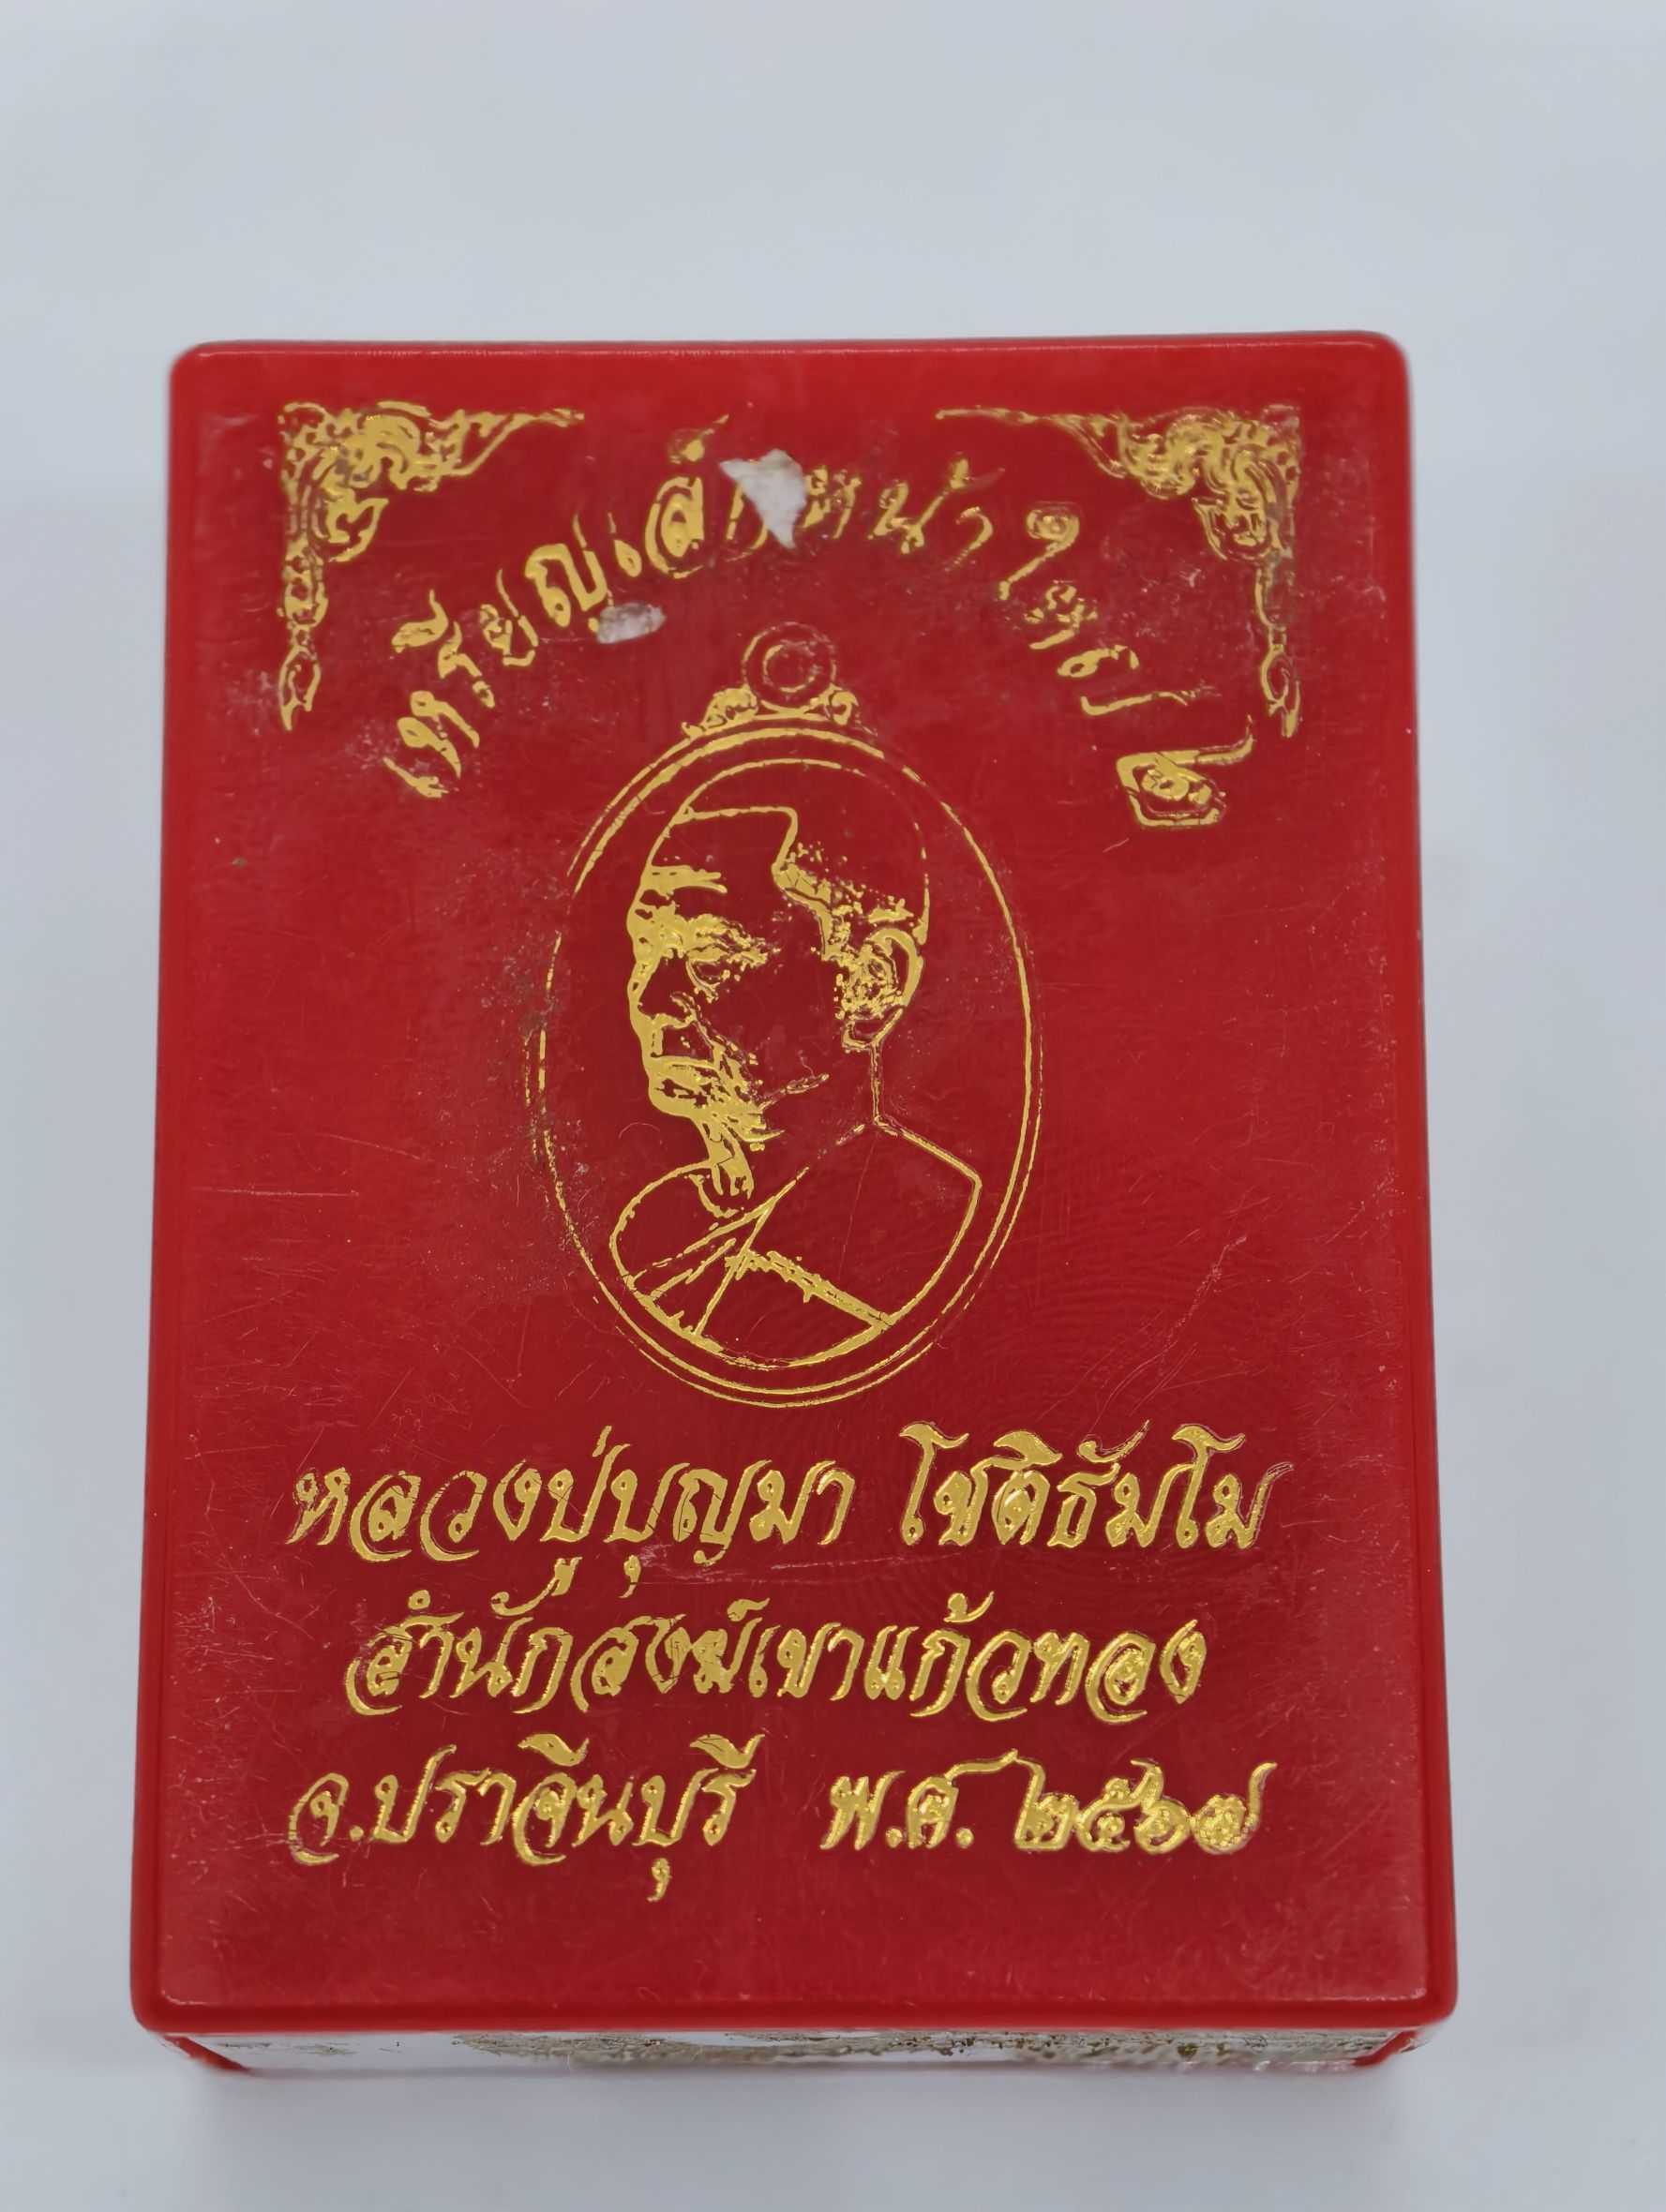 เหรียญเสิกหน้าใหญ่
หลวงปู่บุญมา โชติธัมโม
สำนักสงฆ์เขาแก้วทอง
จ.ปราจีนบุรี พ.ศ. ๒๕๖๗